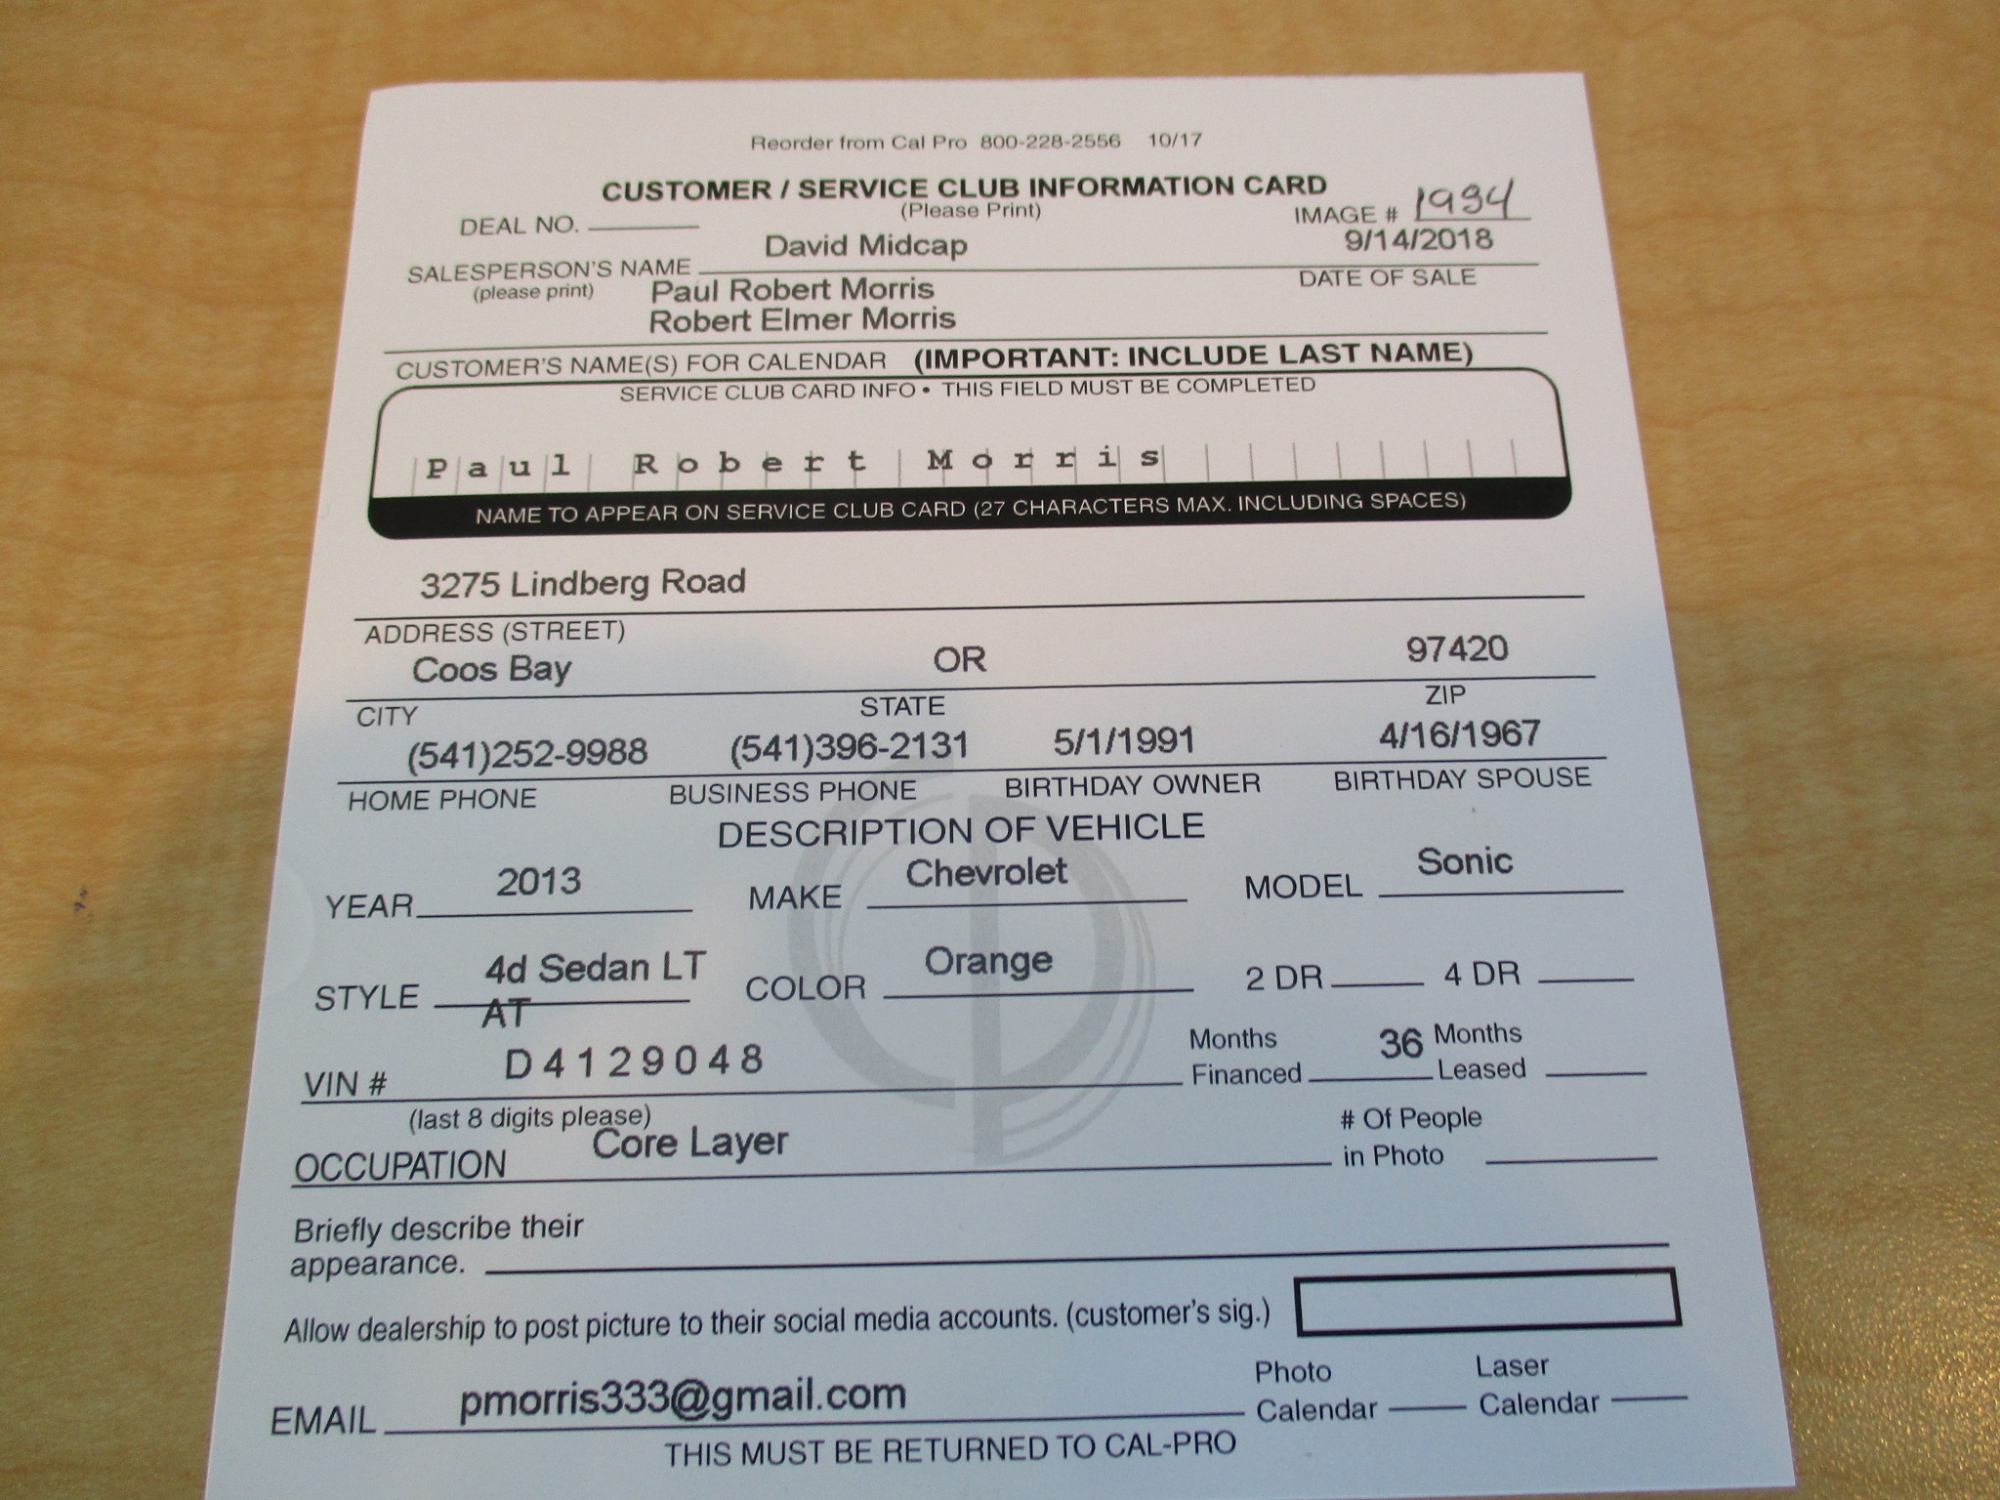 Reorder from Cal Pro 800-228-2556 10/17
CUSTOMER / SERVICE CLUB INFORMATION CARD
(Please Print)
DEAL NO.
IMAGE # 1994
David Midcap
9/14/2018
SALESPERSON'S NAME
(please print)
DATE OF SALE
Paul Robert Morris
Robert Elmer Morris
CUSTOMER'S NAME(S) FOR CALENDAR (IMPORTANT: INCLUDE LAST NAME)
SERVICE CLUB CARD INFO • THIS FIELD MUST BE COMPLETED
Paul Robert Morris
NAME TO APPEAR ON SERVICE CLUB CARD (27 CHARACTERS MAX. INCLUDING SPACES)
3275 Lindberg Road
ADDRESS (STREET)
Coos Bay OR 97420
CITY STATE ZIP
(541)252-9988 (541)396-2131 5/1/1991 4/16/1967
HOME PHONE BUSINESS PHONE BIRTHDAY OWNER BIRTHDAY SPOUSE
DESCRIPTION OF VEHICLE
YEAR 2013 MAKE Chevrolet MODEL Sonic
STYLE 4d Sedan LT COLOR Orange 2 DR 4 DR
AT
VIN # D4129048 Months Financed 36 Months Leased
(last 8 digits please)
OCCUPATION Core Layer # Of People in Photo
Briefly describe their
appearance.
Allow dealership to post picture to their social media accounts. (customer's sig.)
EMAIL pmorris333@gmail.com Photo Calendar Laser Calendar
THIS MUST BE RETURNED TO CAL-PRO